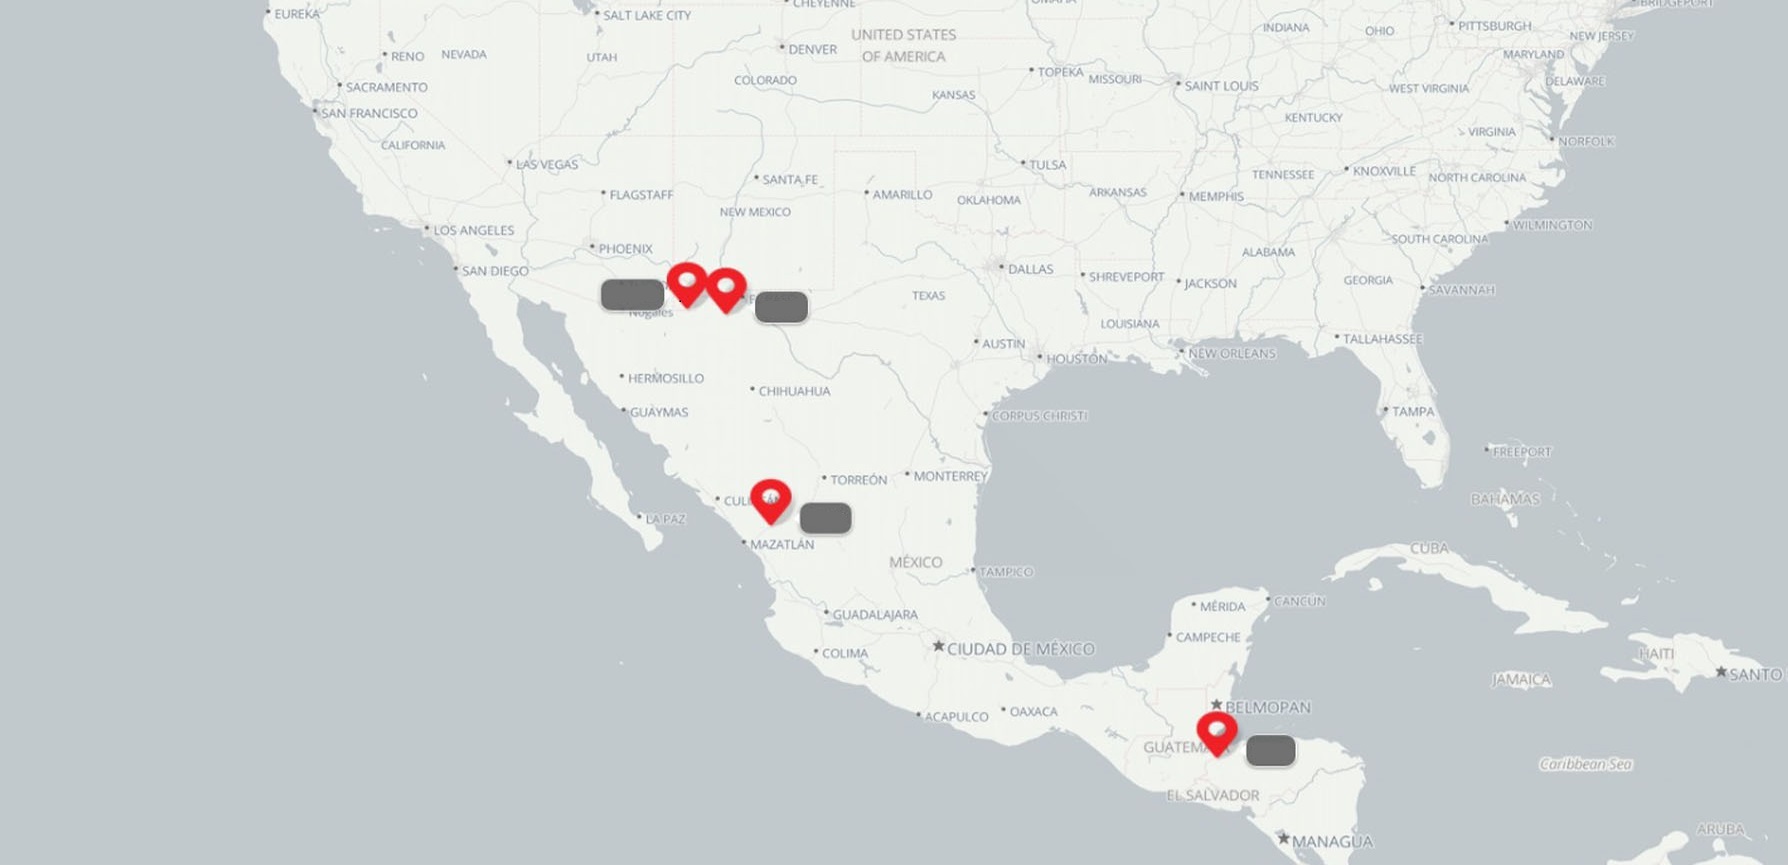 BRIDGEPORT
CHEYENNE
OMAHA
EUREKA
SALT LAKE CITY
PITTSBURGH
INDIANA
OHIO
NEW JERSEY
UNITED STATES
OF AMERICA
DENVER
RENO
NEVADA
UTAH
MARYLAND
TOPEKA
MISSOURI
COLORADO
DELAWARE
SACRAMENTO
SAINT LOUIS
WEST VIRGINIA
KANSAS
SAN FRANCISCO
KENTUCKY
VIRGINIA
CALIFORNIA
NORFOLK
LAS VEGAS
TULSA
KNOXVILLE
TENNESSEE
NORTH CAROLINA
SANTA FE
FLAGSTAFF
AMARILLO
ARKANSAS
MEMPHIS
OKLAHOMA
NEW MEXICO
WILMINGTON
LOS ANGELES
SOUTH CAROLINA
PHOENIX
ALABAMA
SAN DIEGO
DALLAS
SHREVEPORT
JACKSON
GEORGIA
SAVANNAH
TEXAS
Nogales
LOUISIANA
TALLAHASSEE
AUSTIN
HOUSTON
NEW ORLEANS
HERMOSILLO
CHIHUAHUA
GUAYMAS
CORPUS CHRISTI
TAMPA
FREEPORT
TORREÓN
MONTERREY
BAHAMAS
LA PAZ
MAZATLÁN
CUBA
MÉXICO
TAMPICO
CANCÚN
MÉRIDA
GUADALAJARA
CAMPECHE
CIUDAD DE MÉXICO
COLIMA
HAITI
SANTO
JAMAICA
BELMOPAN
OAXACA
ACAPULCO
Caribbean Sea
EL SALVADOR
ARUBA
MANAGUA